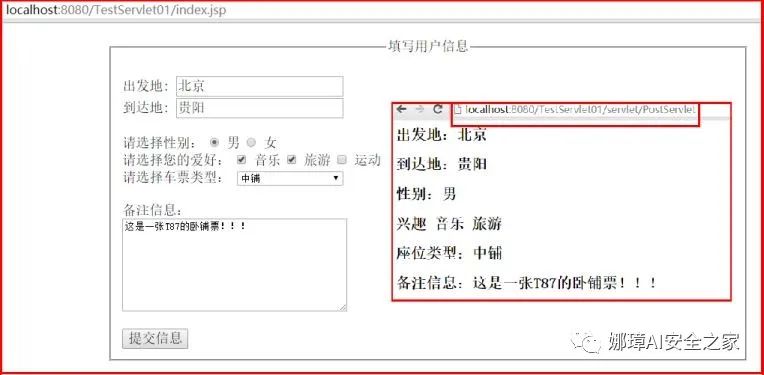 localhost:8080/TestServlet01/index.jsp
填写用户信息
出发地: 北京
到达地: 贵阳
请选择性别: 男 女
请选择您的爱好: 音乐 旅游 运动
请选择车票类型: 中铺
备注信息:
这是一张T87的卧铺票！！！
提交信息
localhost:8080/TestServlet01/servlet/PostServlet
出发地: 北京
到达地: 贵阳
性别: 男
兴趣 音乐 旅游
座位类型: 中铺
备注信息: 这是一张T87的卧铺票！！！
娜璋AI安全之家